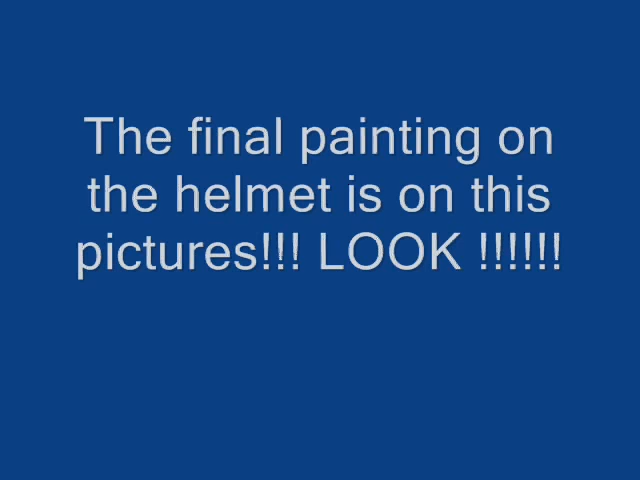 The final painting on
the helmet is on this
pictures!!! LOOK !!!!!!